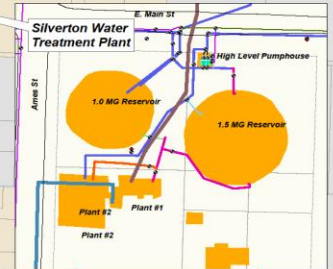 E. Main St
Silverton Water
Treatment Plant
High Level Pumphouse
Ames St
1.0 MG Reservoir
1.5 MG Reservoir
Plant #2
Plant #1
Plant #2